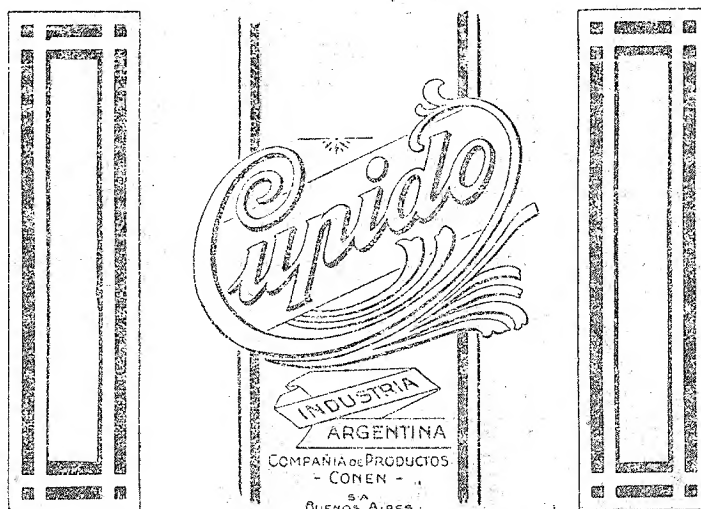 Cupido
INDUSTRIA
ARGENTINA
COMPAÑIA DE PRODUCTOS
- CONEN -
S A
BUENOS AIRES